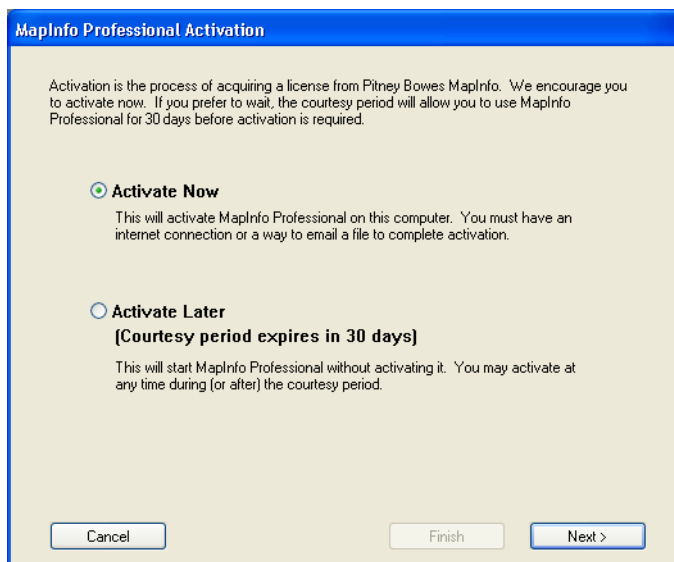 MapInfo Professional Activation
Activation is the process of acquiring a license from Pitney Bowes MapInfo. We encourage you
to activate now. If you prefer to wait, the courtesy period will allow you to use MapInfo
Professional for 30 days before activation is required.
Activate Now
This will activate MapInfo Professional on this computer. You must have an
internet connection or a way to email a file to complete activation.
Activate Later
(Courtesy period expires in 30 days)
This will start MapInfo Professional without activating it. You may activate at
any time during (or after) the courtesy period.
Cancel
Finish
Next >